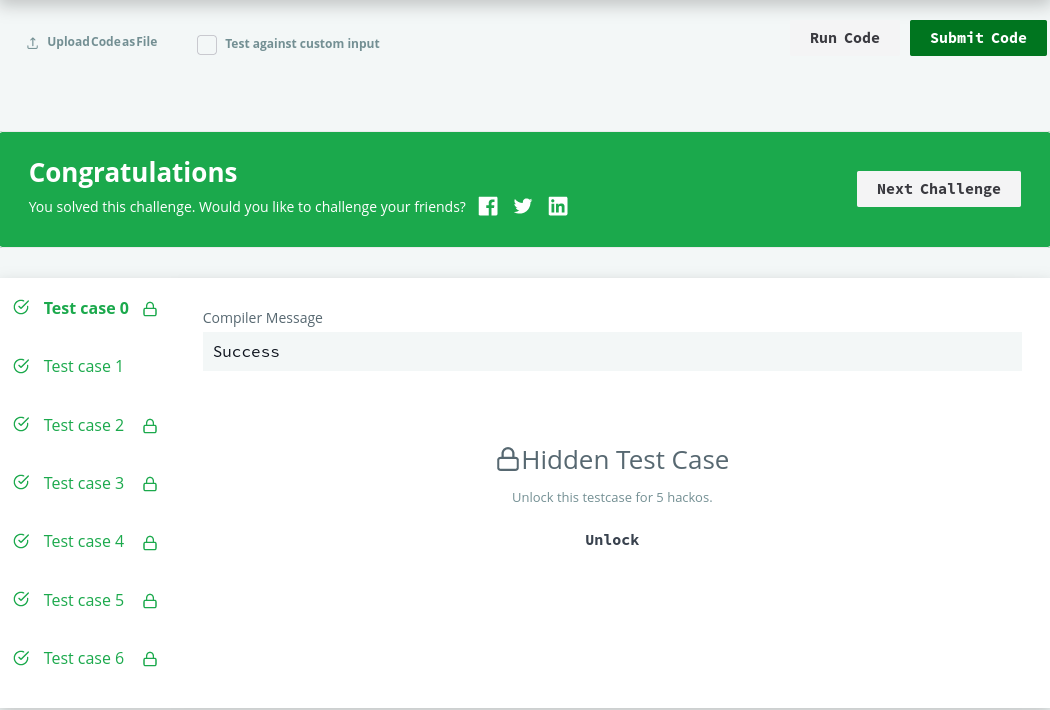 Upload Code as File
Test against custom input
Run Code
Submit Code
Congratulations
You solved this challenge. Would you like to challenge your friends?
Next Challenge
Test case 0
Test case 1
Test case 2
Test case 3
Test case 4
Test case 5
Test case 6
Compiler Message
Success
Hidden Test Case
Unlock this testcase for 5 hackos.
Unlock